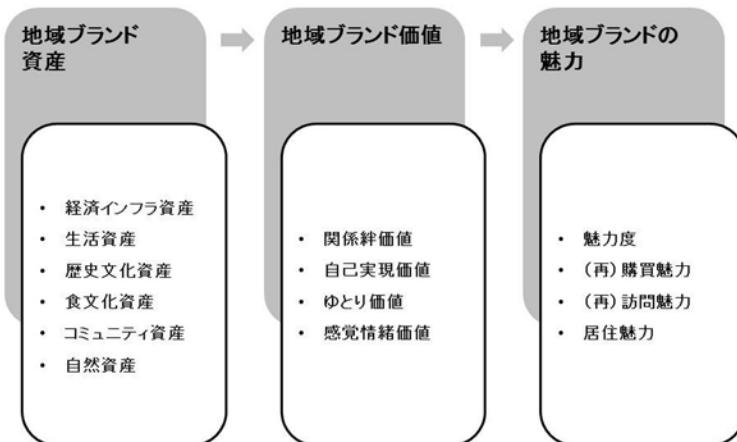 地域ブランド
資産
• 経済インフラ資産
• 生活資産
• 歴史文化資産
• 食文化資産
• コミュニティ資産
• 自然資産
地域ブランド価値
• 関係絆価値
• 自己実現価値
• ゆとり価値
• 感覚情緒価値
地域ブランドの
魅力
• 魅力度
• (再)購買魅力
• (再)訪問魅力
• 居住魅力